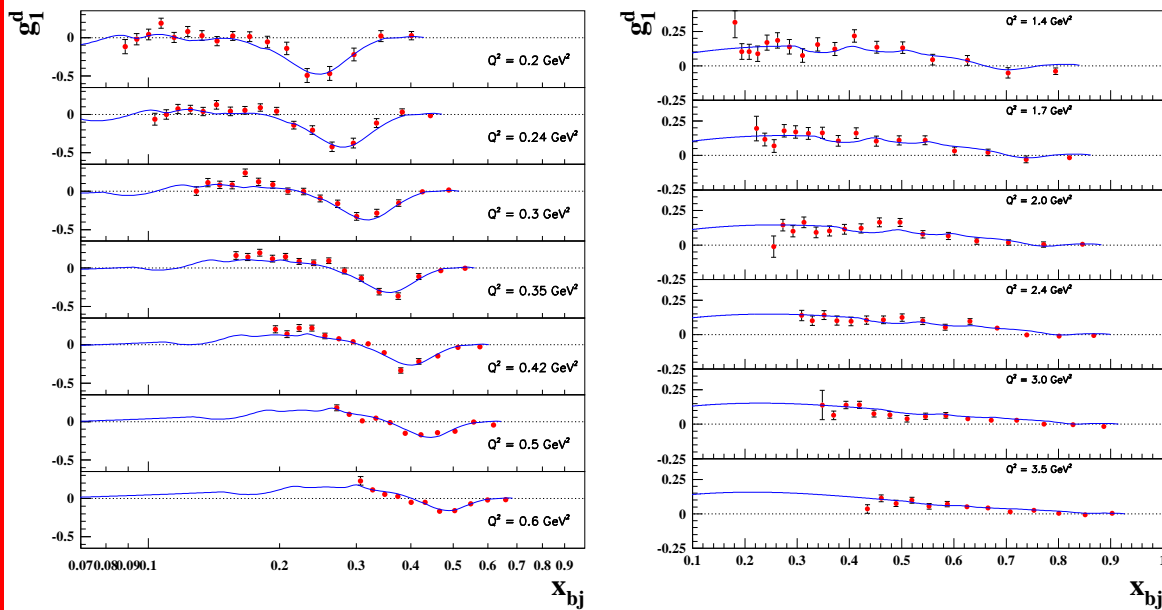 g₁ᵈ
0
-0.5
Q² = 0.2 GeV²
0
-0.5
Q² = 0.24 GeV²
0
-0.5
Q² = 0.3 GeV²
0
-0.5
Q² = 0.35 GeV²
0
-0.5
Q² = 0.42 GeV²
0
-0.5
Q² = 0.5 GeV²
0
-0.5
Q² = 0.6 GeV²
0.07 0.08 0.09 0.1 0.2 0.3 0.4 0.5 0.6 0.7 0.8 0.9
x_bj
g₁ᵈ
Q² = 1.4 GeV²
0.25
0
-0.25
Q² = 1.7 GeV²
0.25
0
-0.25
Q² = 2.0 GeV²
0.25
0
-0.25
Q² = 2.4 GeV²
0.25
0
-0.25
Q² = 3.0 GeV²
0.25
0
-0.25
Q² = 3.5 GeV²
0.25
0
-0.25
0.1 0.2 0.3 0.4 0.5 0.6 0.7 0.8 0.9 1
x_bj